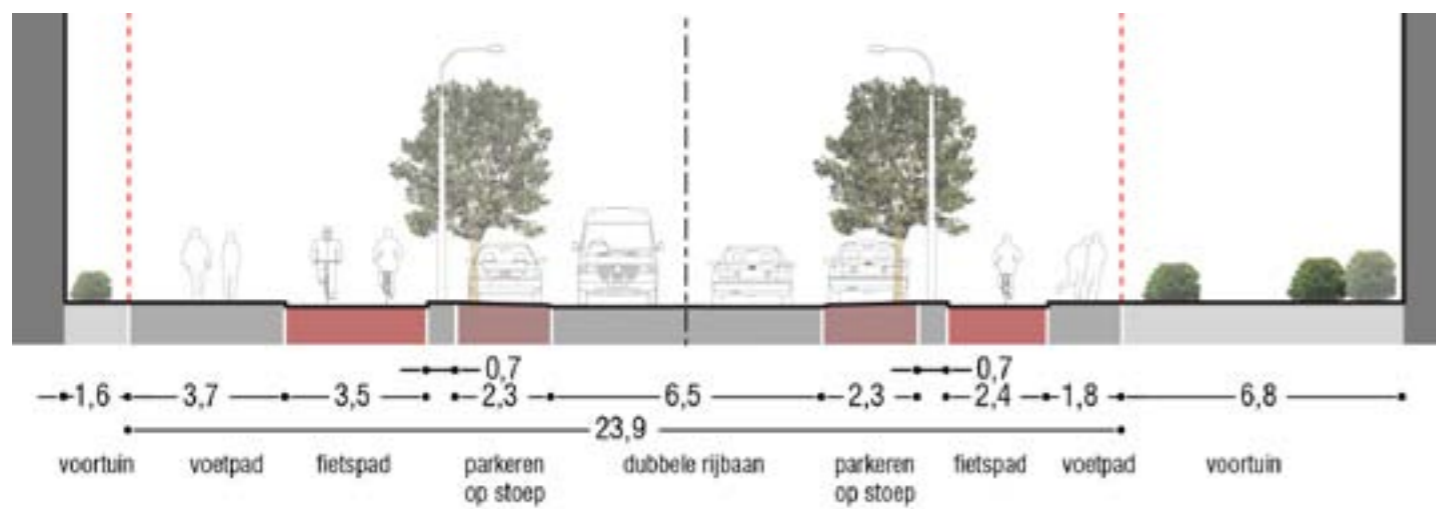 0,7 0,7
1,6 3,7 3,5 2,3 6,5 2,3 2,4 1,8 6,8
23,9
voortuin voetpad fietspad parkeren dubbele rijbaan parkeren fietspad voetpad voortuin
op stoep op stoep